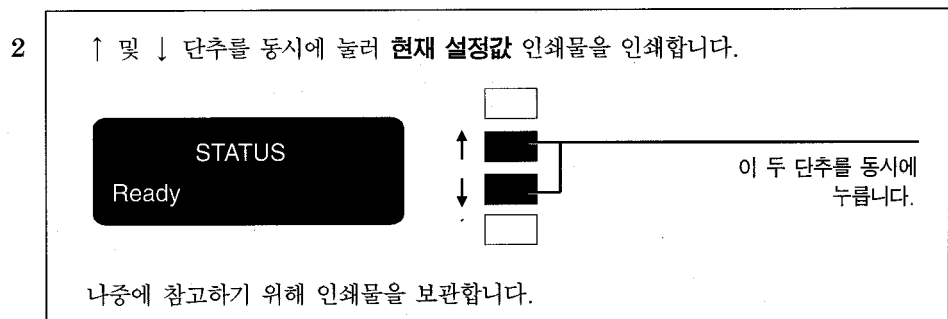 2
↑ 및 ↓ 단추를 동시에 눌러 현재 설정값 인쇄물을 인쇄합니다.
STATUS
Ready
↑
↓
이 두 단추를 동시에
누릅니다.
나중에 참고하기 위해 인쇄물을 보관합니다.